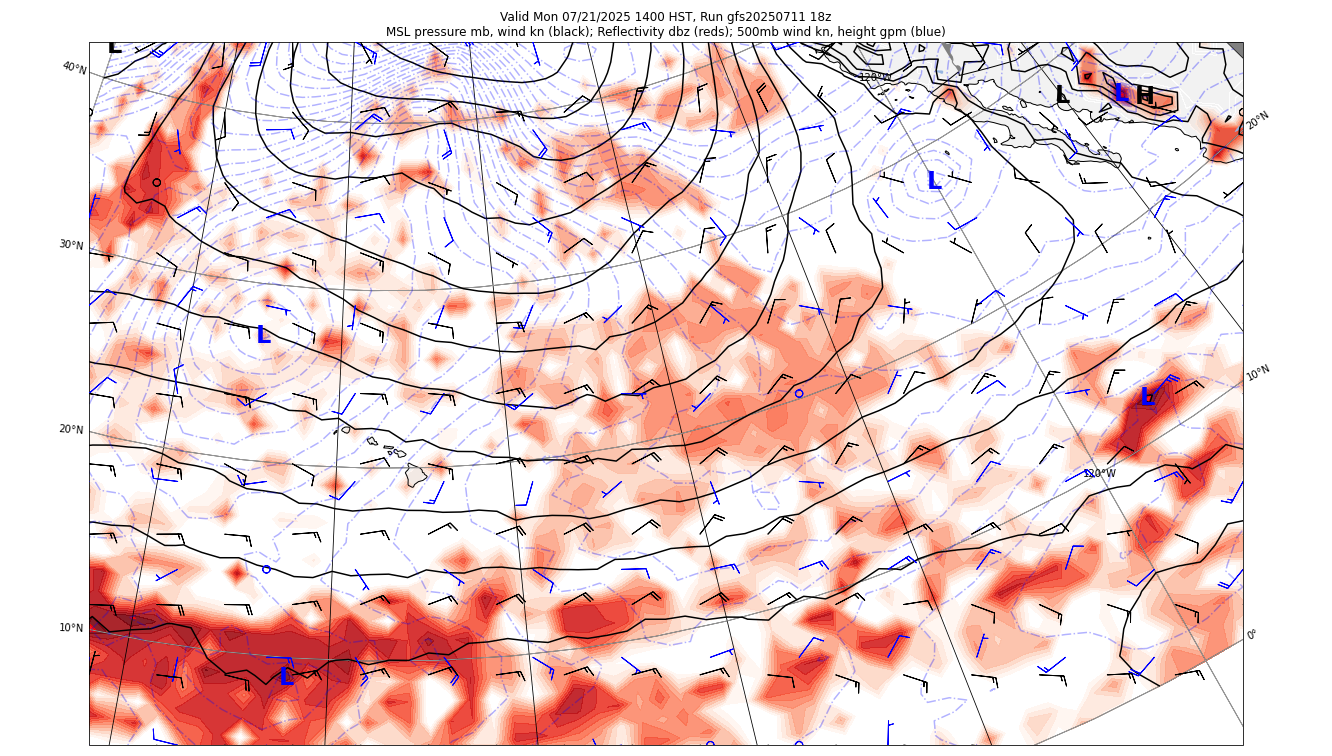 Valid Mon 07/21/2025 1400 HST, Run gfs20250711 18z
MSL pressure mb, wind kn (black); Reflectivity dbz (reds); 500mb wind kn, height gpm (blue)
L
40°N
120°W
L
L
H
20°N
L
30°N
L
10°N
L
20°N
120°W
10°N
0°
L